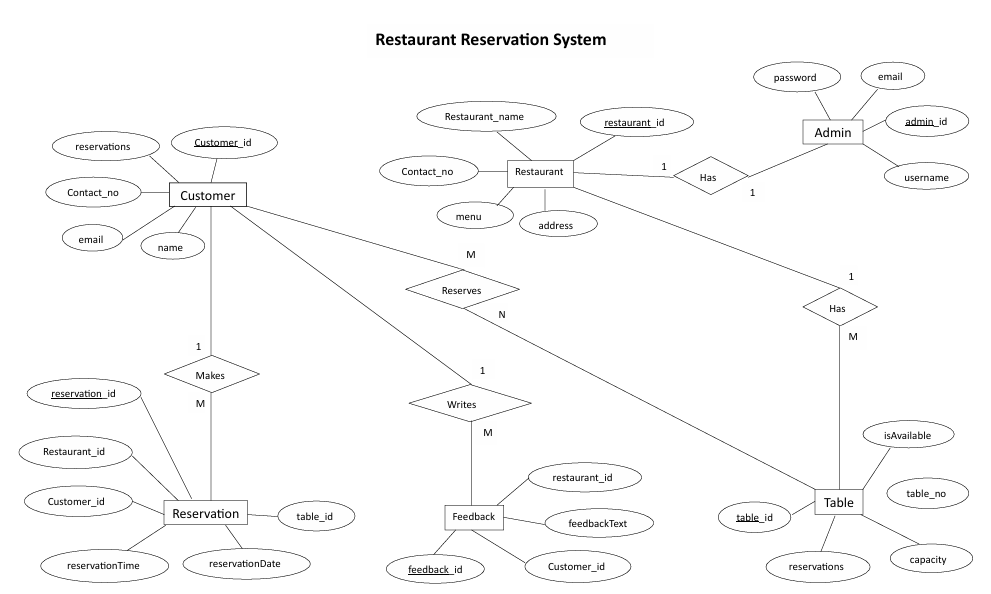 Restaurant Reservation System
password
email
Restaurant_name
restaurant_id
admin_id
Admin
reservations
Customer_id
Contact_no
Restaurant
1
Has
1
username
Contact_no
Customer
menu
address
email
name
M
Reserves
N
1
Has
M
1
Makes
M
1
Writes
M
reservation_id
Restaurant_id
Customer_id
Reservation
table_id
reservationTime
reservationDate
restaurant_id
Feedback
feedbackText
feedback_id
Customer_id
isAvailable
table_no
Table
table_id
reservations
capacity